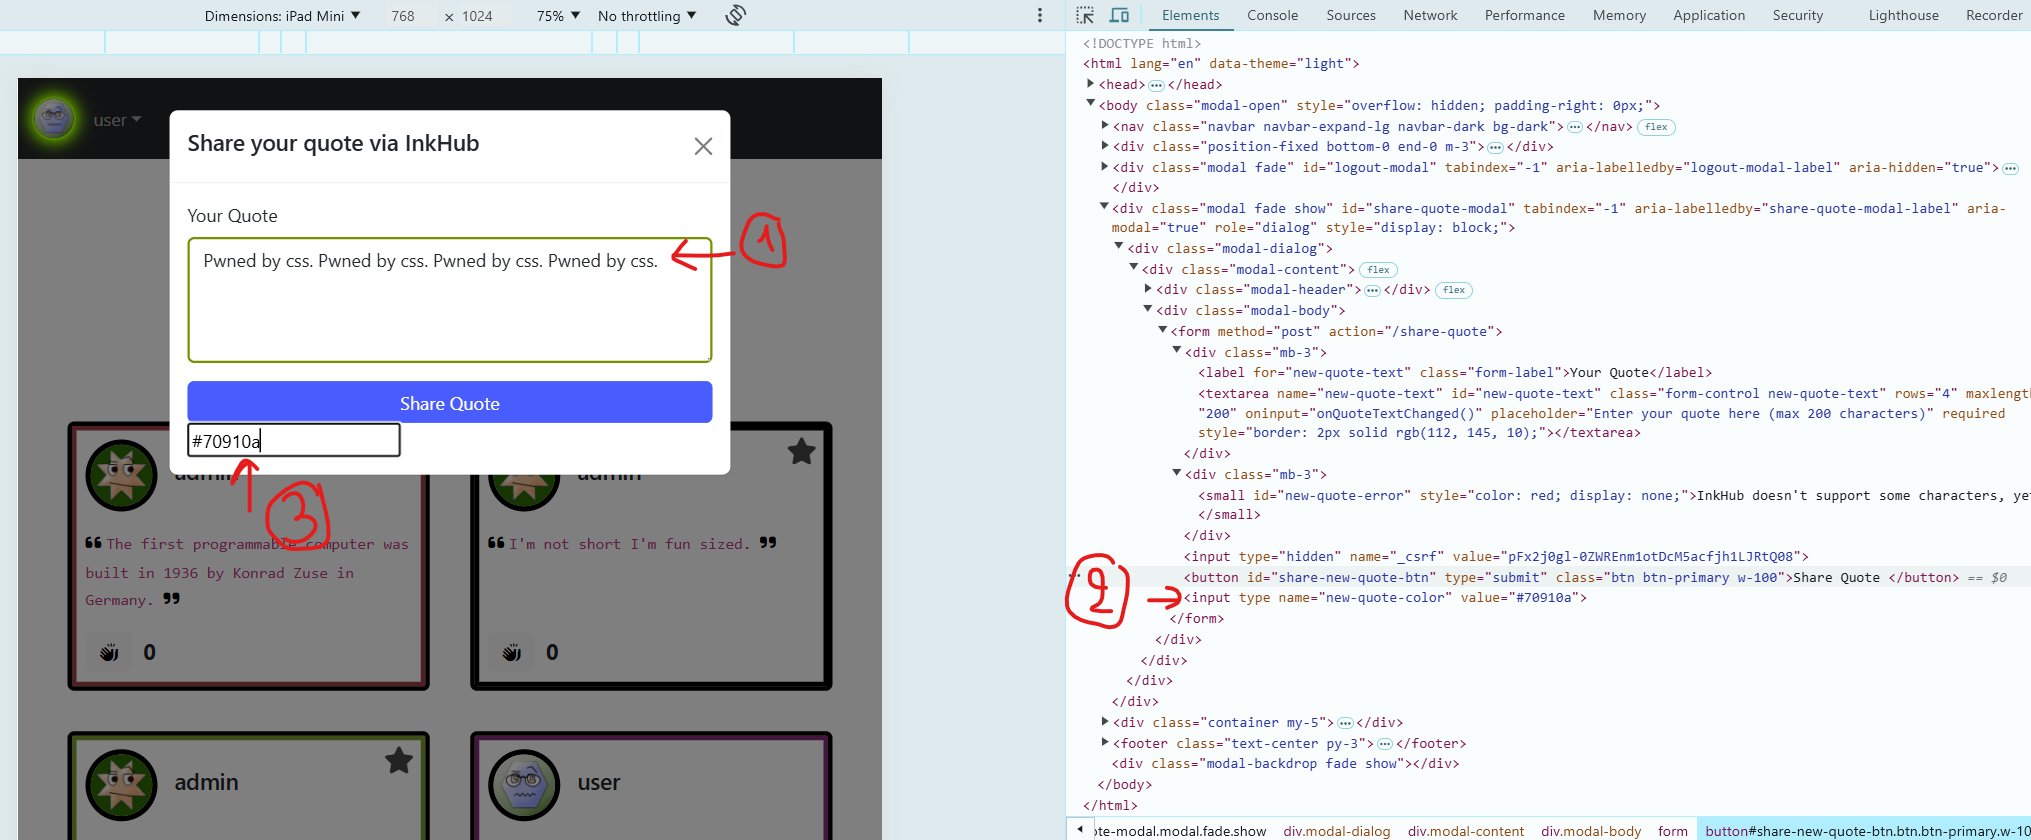 Dimensions: iPad Mini ▼ 768 × 1024 75% ▼ No throttling ▼
user
Share your quote via InkHub
Your Quote
Pwned by css. Pwned by css. Pwned by css. Pwned by css.
1
Share Quote
#70910a
3
admin
admin
The first programmable computer was
built in 1936 by Konrad Zuse in
Germany.
0
I'm not short I'm fun sized.
0
admin
user
Elements Console Sources Network Performance Memory Application Security Lighthouse Recorder
<!DOCTYPE html>
<html lang="en" data-theme="light">
<head> ••• </head>
<body class="modal-open" style="overflow: hidden; padding-right: 0px;">
<nav class="navbar navbar-expand-lg navbar-dark bg-dark"> ••• </nav> flex
<div class="position-fixed bottom-0 end-0 m-3"> ••• </div>
<div class="modal fade" id="logout-modal" tabindex="-1" aria-labelledby="logout-modal-label" aria-hidden="true"> •••
</div>
<div class="modal fade show" id="share-quote-modal" tabindex="-1" aria-labelledby="share-quote-modal-label" aria-
modal="true" role="dialog" style="display: block;">
<div class="modal-dialog">
<div class="modal-content"> flex
<div class="modal-header"> ••• </div> flex
<div class="modal-body">
<form method="post" action="/share-quote">
<div class="mb-3">
<label for="new-quote-text" class="form-label">Your Quote</label>
<textarea name="new-quote-text" id="new-quote-text" class="form-control new-quote-text" rows="4" maxlength
"200" oninput="onQuoteTextChanged()" placeholder="Enter your quote here (max 200 characters)" required
style="border: 2px solid rgb(112, 145, 10);"></textarea>
</div>
<div class="mb-3">
<small id="new-quote-error" style="color: red; display: none;">InkHub doesn't support some characters, ye
</small>
</div>
<input type="hidden" name="_csrf" value="pFx2j0gl-0ZWREnm1otDcM5acfjh1LJRtQ08">
<button id="share-new-quote-btn" type="submit" class="btn btn-primary w-100">Share Quote </button> == $0
2
<input type name="new-quote-color" value="#70910a">
</form>
</div>
</div>
</div>
</div>
<div class="container my-5"> ••• </div>
<footer class="text-center py-3"> ••• </footer>
<div class="modal-backdrop fade show"></div>
</body>
</html>
ote-modal.modal.fade.show div.modal-dialog div.modal-content div.modal-body form button#share-new-quote-btn.btn.btn-primary.w-10